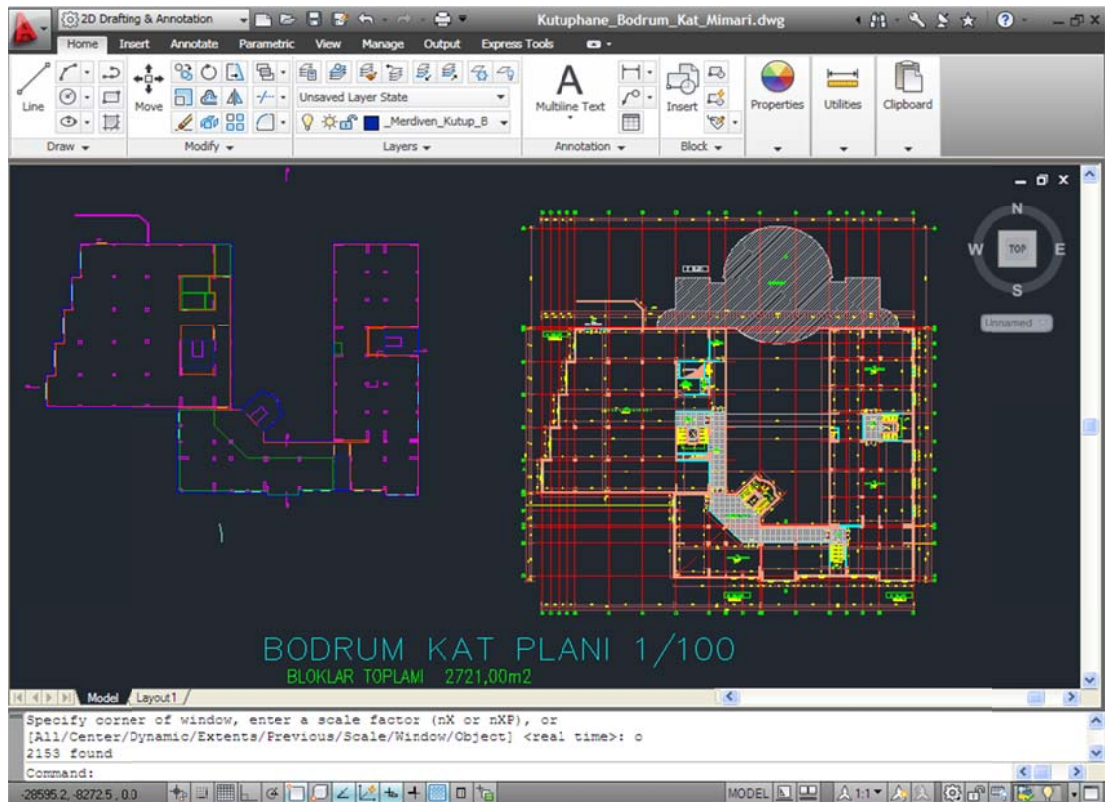 2D Drafting & Annotation
Kutuphane_Bodrum_Kat_Mimari.dwg
Home Insert Annotate Parametric View Manage Output Express Tools
Line
Move
Unsaved Layer State
_Merdiven_Kutup_B
Multiline Text
Insert
Properties
Utilities
Clipboard
Draw
Modify
Layers
Annotation
Block
N
W TOP E
S
Unnamed
BODRUM KAT PLANI 1/100
BLOKLAR TOPLAMI 2721,00m2
Model Layout1
Specify corner of window, enter a scale factor (nX or nXP), or
[All/Center/Dynamic/Extents/Previous/Scale/Window/Object] <real time>: o
2153 found
Command:
-28595.2, -8272.5, 0.0
MODEL
1:1